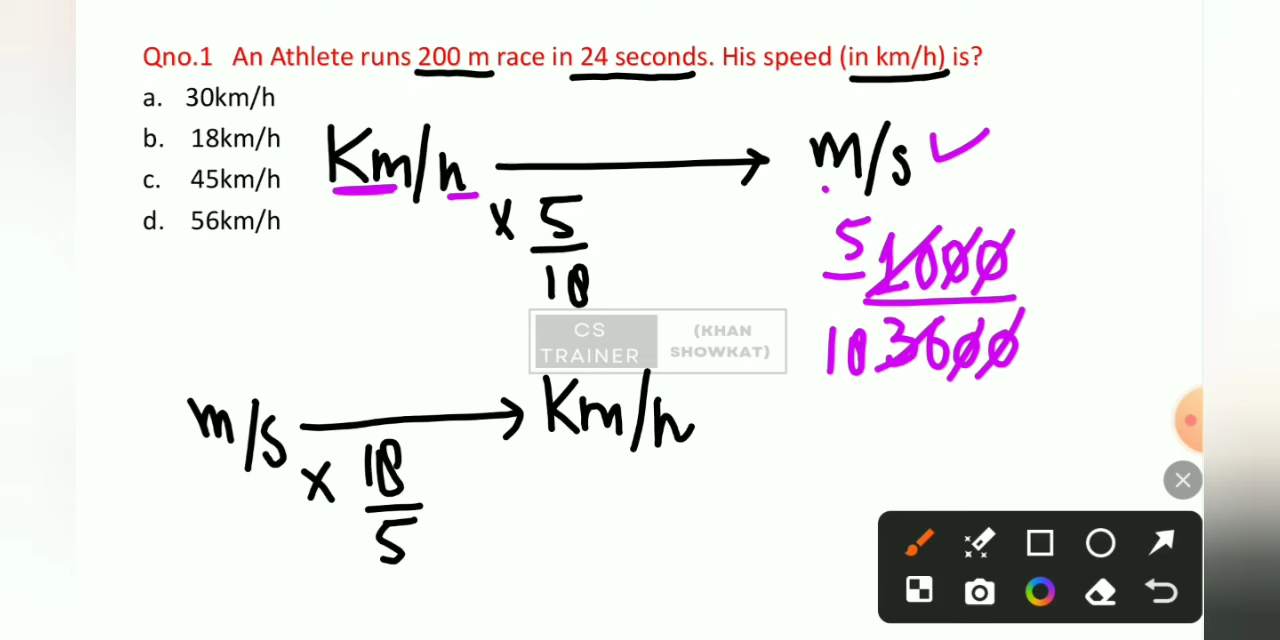 Qno.1 An Athlete runs 200 m race in 24 seconds. His speed (in km/h) is?
a. 30km/h
b. 18km/h
c. 45km/h
d. 56km/h
Km/h → m/s ✓
× 5/18
5 1000
18 3600
CS TRAINER
(KHAN SHOWKAT)
m/s → Km/h
× 18/5